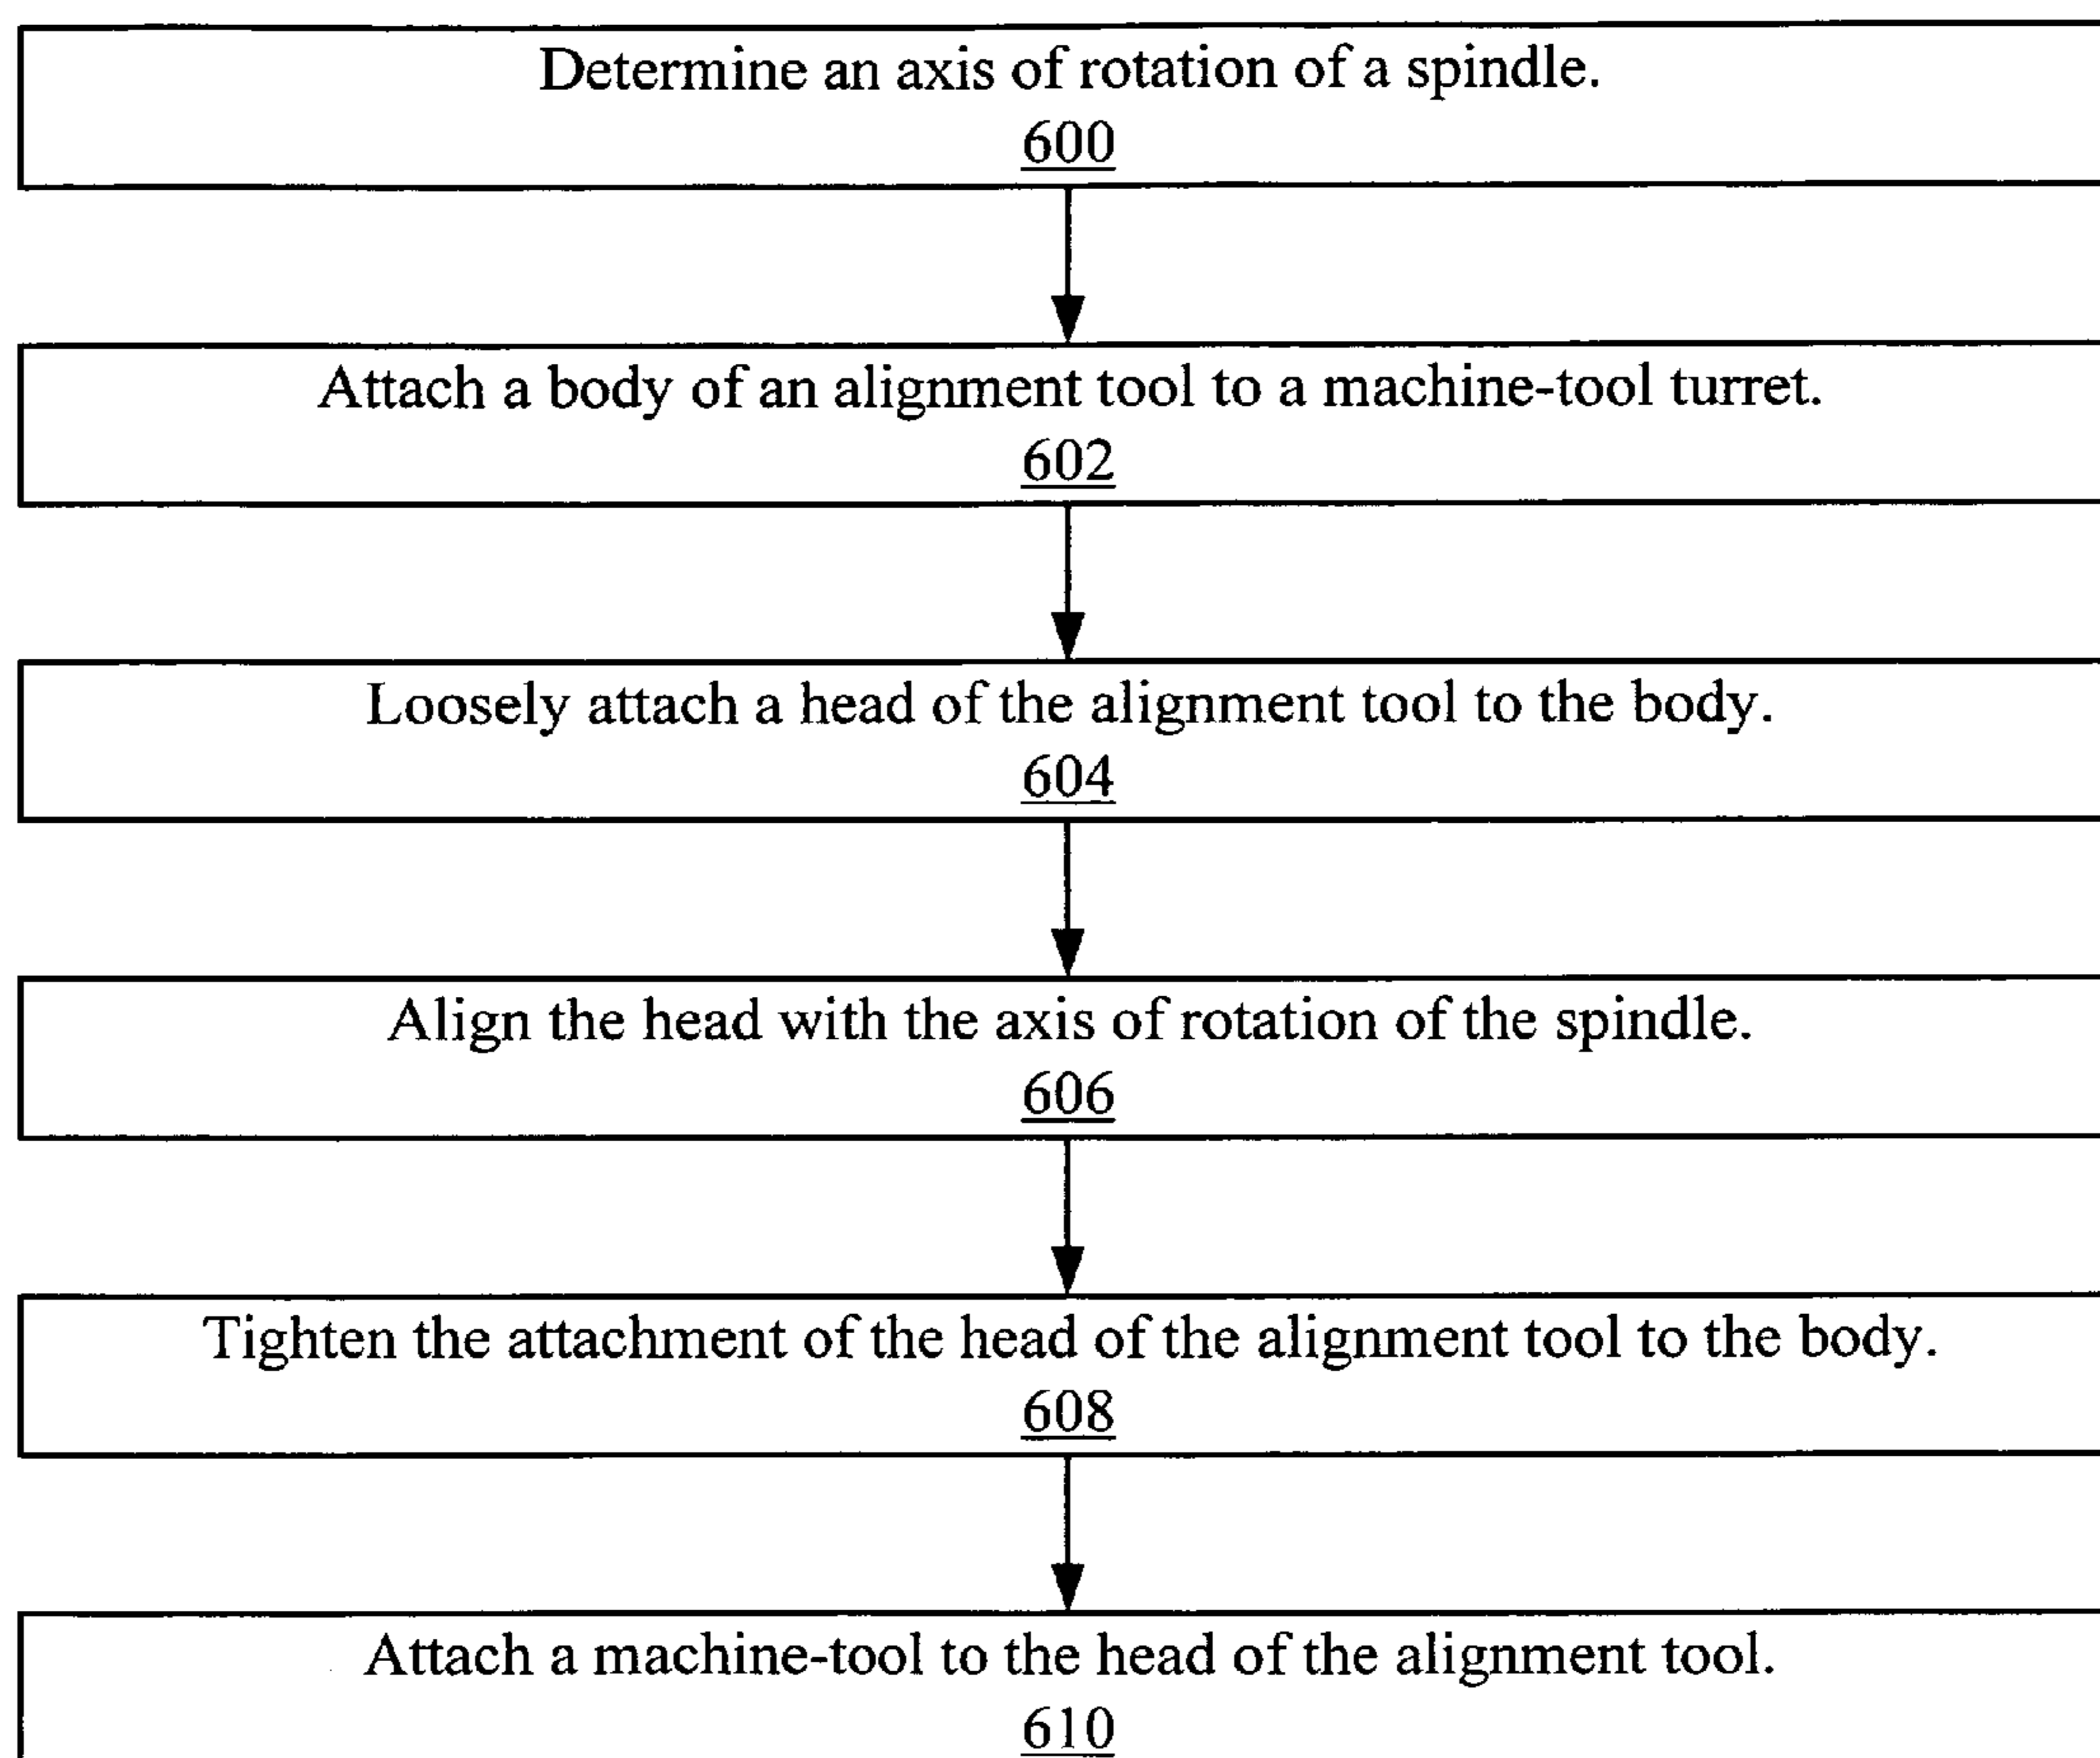 Determine an axis of rotation of a spindle.
600
Attach a body of an alignment tool to a machine-tool turret.
602
Loosely attach a head of the alignment tool to the body.
604
Align the head with the axis of rotation of the spindle.
606
Tighten the attachment of the head of the alignment tool to the body.
608
Attach a machine-tool to the head of the alignment tool.
610